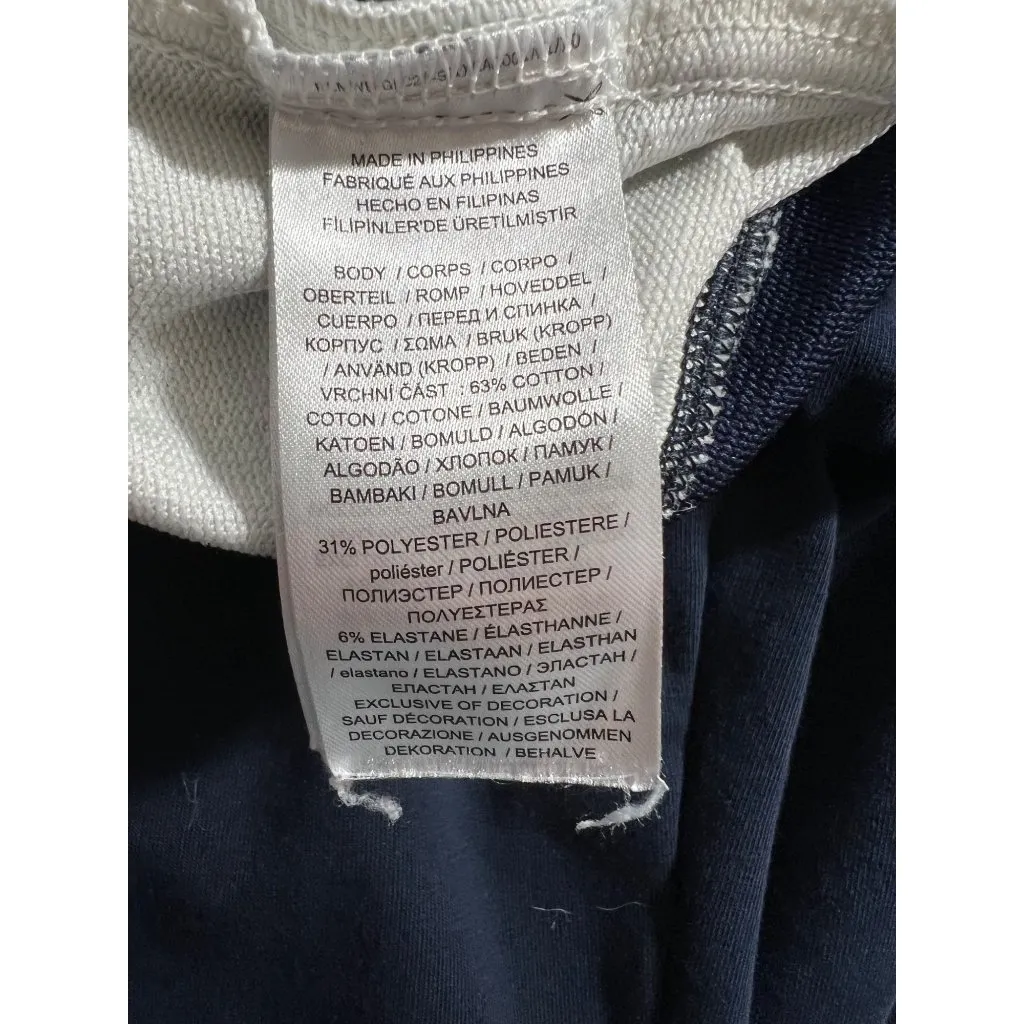 MADE IN PHILIPPINES
FABRIQUÉ AUX PHILIPPINES
HECHO EN FILIPINAS
FİLİPİNLER'DE ÜRETİLMİŞTİR
BODY / CORPS / CORPO /
OBERTEIL / ROMP / HOVEDDEL /
CUERPO / ПЕРЕД И СПИНКА /
КОРПУС / ΣΩΜΑ / BRUK (KROPP)
/ ANVÄND (KROPP) / BEDEN /
VRCHNÍ ČÁST : 63% COTTON /
COTON / COTONE / BAUMWOLLE /
KATOEN / BOMULD / ALGODÓN /
ALGODÃO / ХЛОПОК / ПАМУК /
BAMBAKI / BOMULL / PAMUK /
BAVLNA
31% POLYESTER / POLIESTERE /
poliéster / POLIÉSTER /
ПОЛИЭСТЕР / ПОЛИЕСТЕР /
ΠΟΛΥΕΣΤΕΡΑΣ
6% ELASTANE / ÉLASTHANNE /
ELASTAN / ELASTAAN / ELASTHAN
/ elastano / ELASTANO / ЭЛАСТАН /
ЕЛАСТАН / ΕΛΑΣΤΑΝ
EXCLUSIVE OF DECORATION /
SAUF DÉCORATION / ESCLUSA LA
DECORAZIONE / AUSGENOMMEN
DEKORATION / BEHALVE